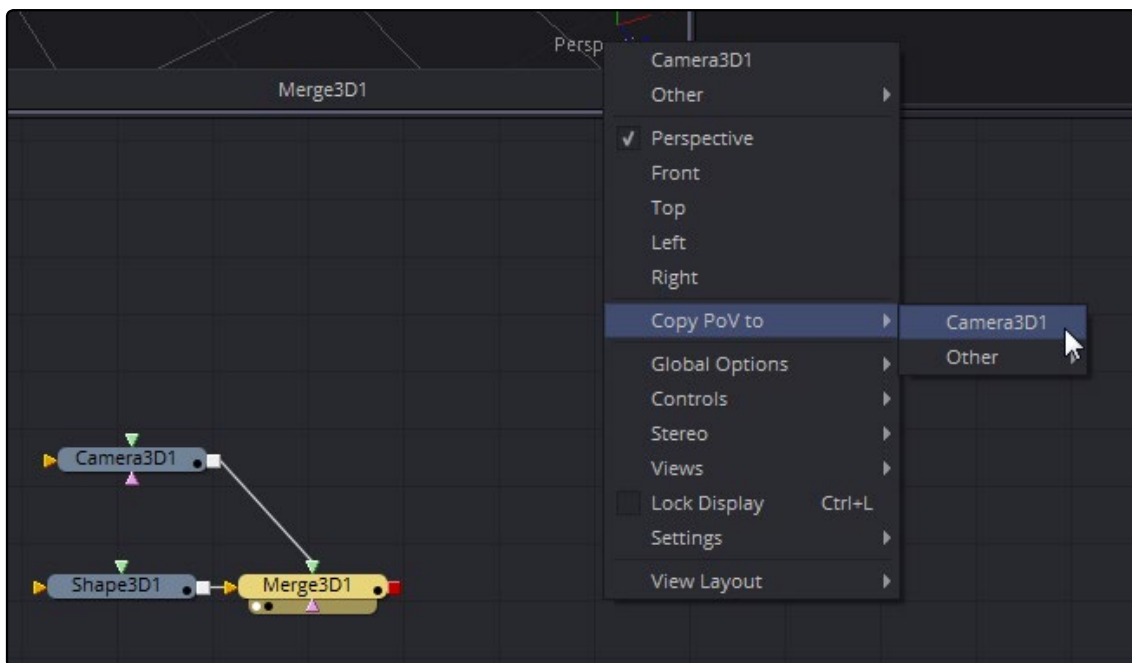 Persp
Merge3D1
Camera3D1
Other
✓ Perspective
Front
Top
Left
Right
Copy PoV to
Camera3D1
Other
Global Options
Controls
Stereo
Views
Lock Display Ctrl+L
Settings
View Layout
Camera3D1
Shape3D1
Merge3D1